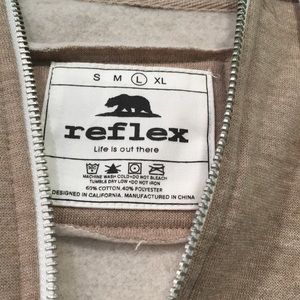 S M L XL
reflex
Life is out there
MACHINE WASH COLD•DO NOT BLEACH
TUMBLE DRY LOW•DO NOT IRON
60% COTTON, 40% POLYESTER
DESIGNED IN CALIFORNIA. MANUFACTURED IN CHINA